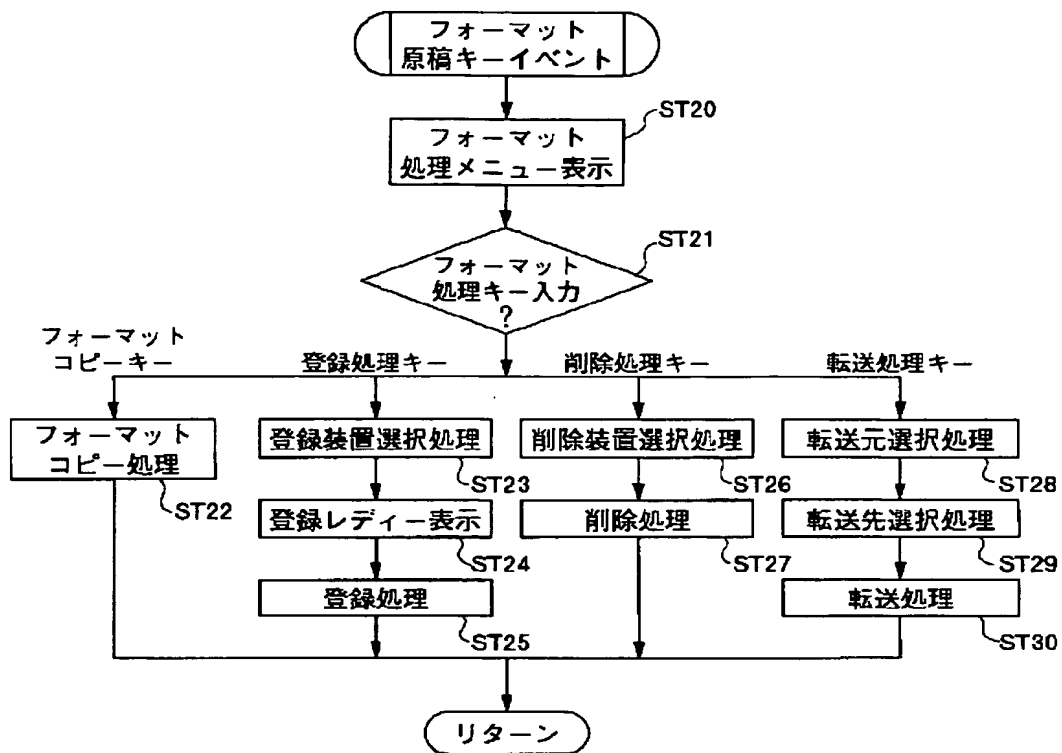 フォーマット
原稿キーイベント
ST20
フォーマット
処理メニュー表示
ST21
フォーマット
処理キー入力
?
フォーマット
コピーキー
登録処理キー
削除処理キー
転送処理キー
フォーマット
コピー処理
ST22
登録装置選択処理
ST23
削除装置選択処理
ST26
転送元選択処理
ST28
登録レディー表示
ST24
削除処理
ST27
転送先選択処理
ST29
登録処理
ST25
転送処理
ST30
リターン